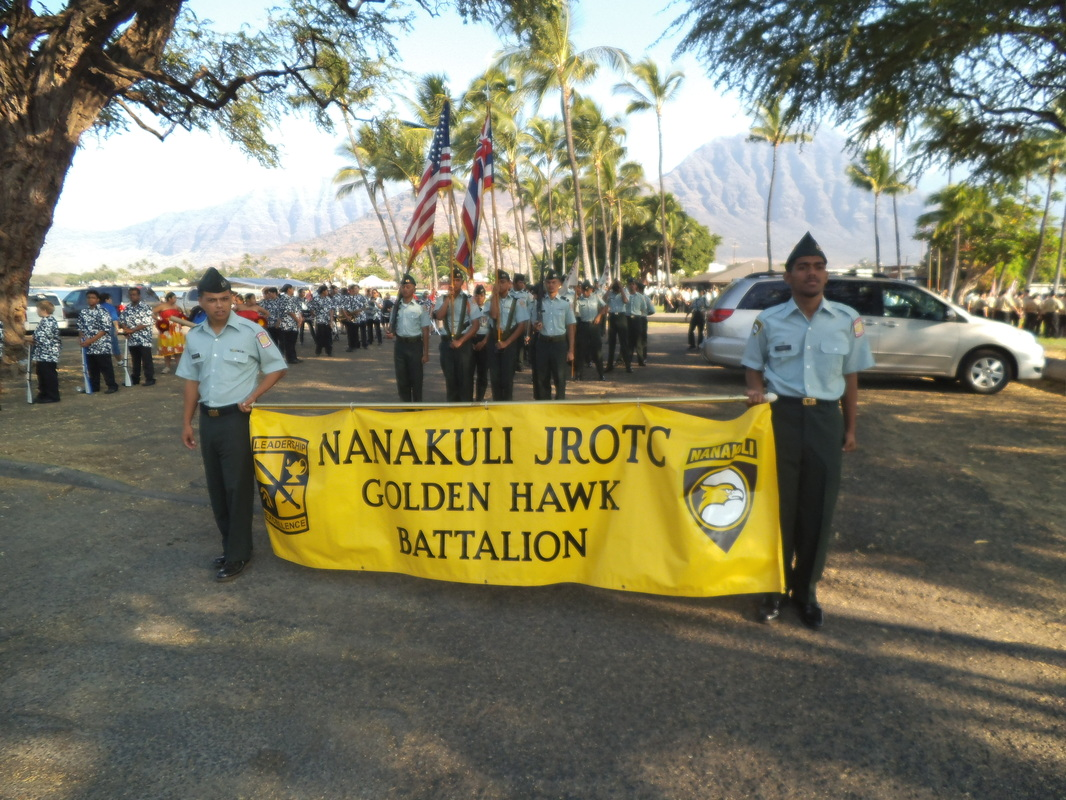 NANAKULI JROTC
GOLDEN HAWK
BATTALION
LEADERSHIP
NANAKULI